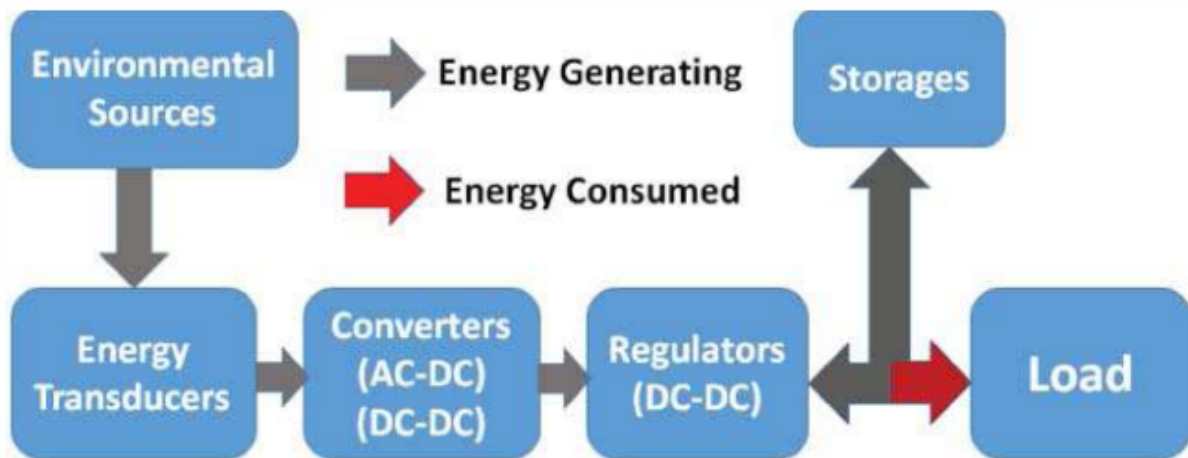 Environmental
Sources
Energy Generating
Storages
Energy Consumed
Energy
Transducers
Converters
(AC-DC)
(DC-DC)
Regulators
(DC-DC)
Load